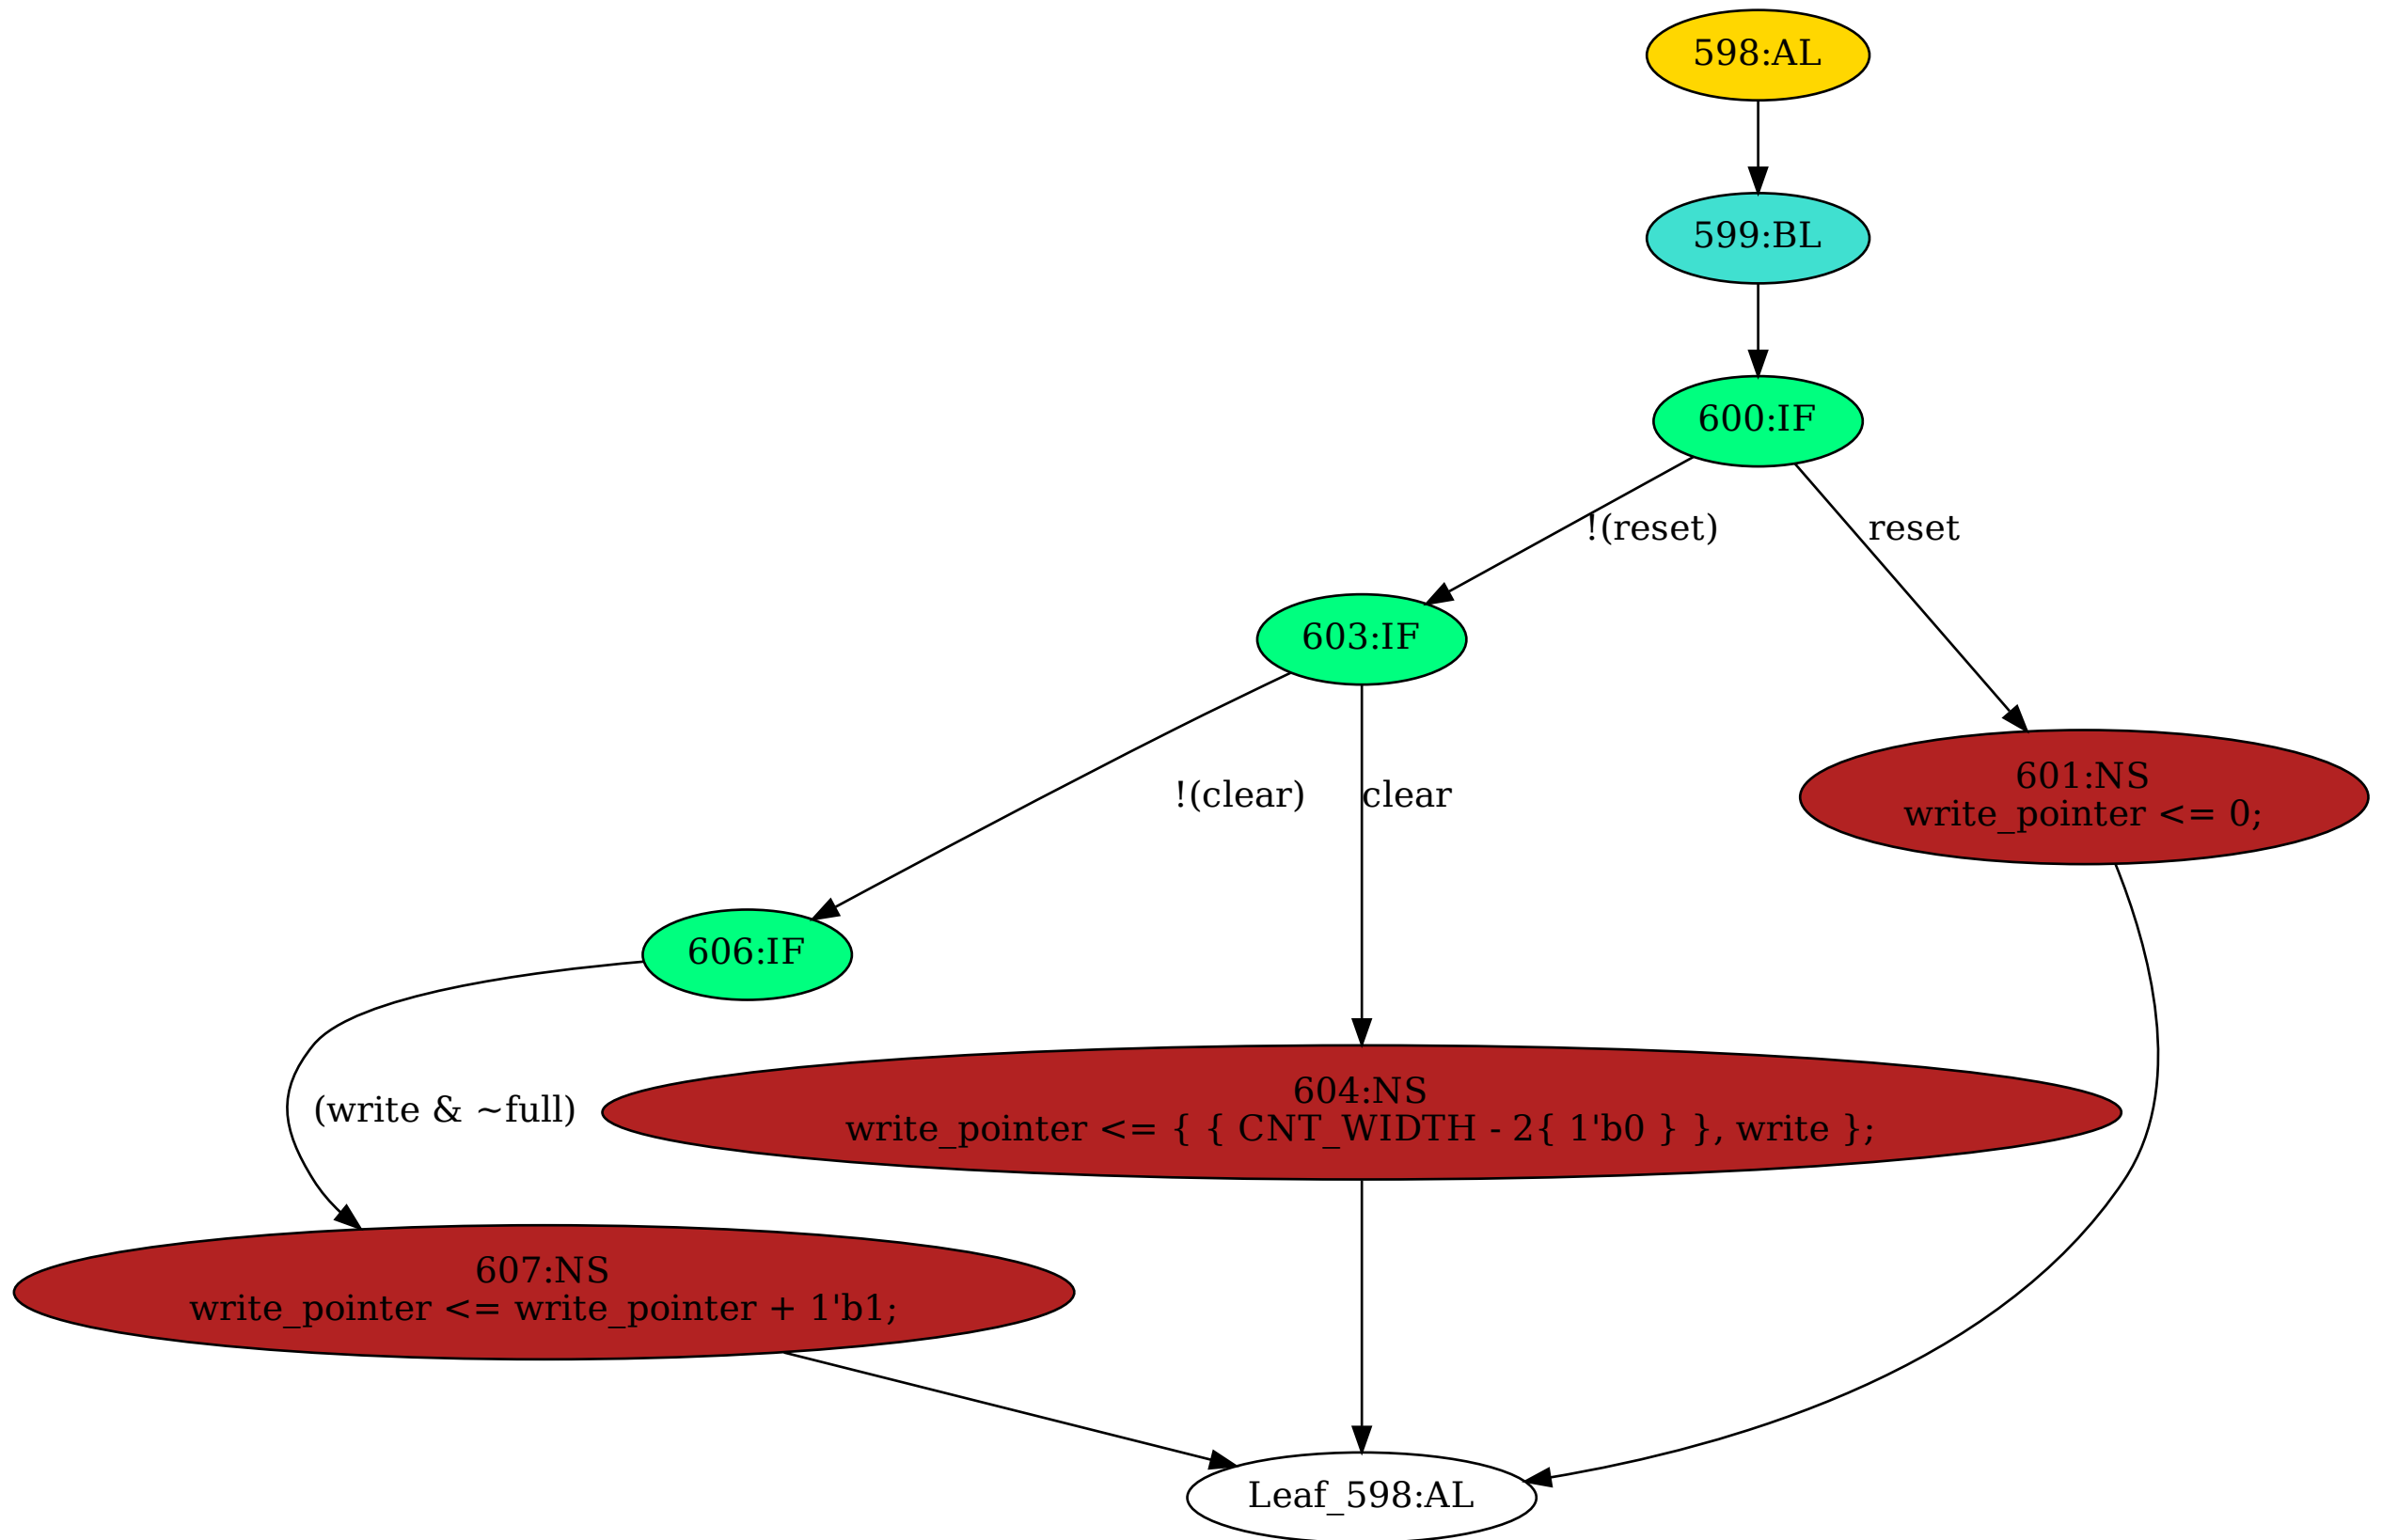 598:AL
599:BL
600:IF
!(reset)
reset
603:IF
601:NS
write_pointer <= 0;
!(clear)
clear
606:IF
(write & ~full)
604:NS
write_pointer <= { { CNT_WIDTH - 2{ 1'b0 } }, write };
607:NS
write_pointer <= write_pointer + 1'b1;
Leaf_598:AL